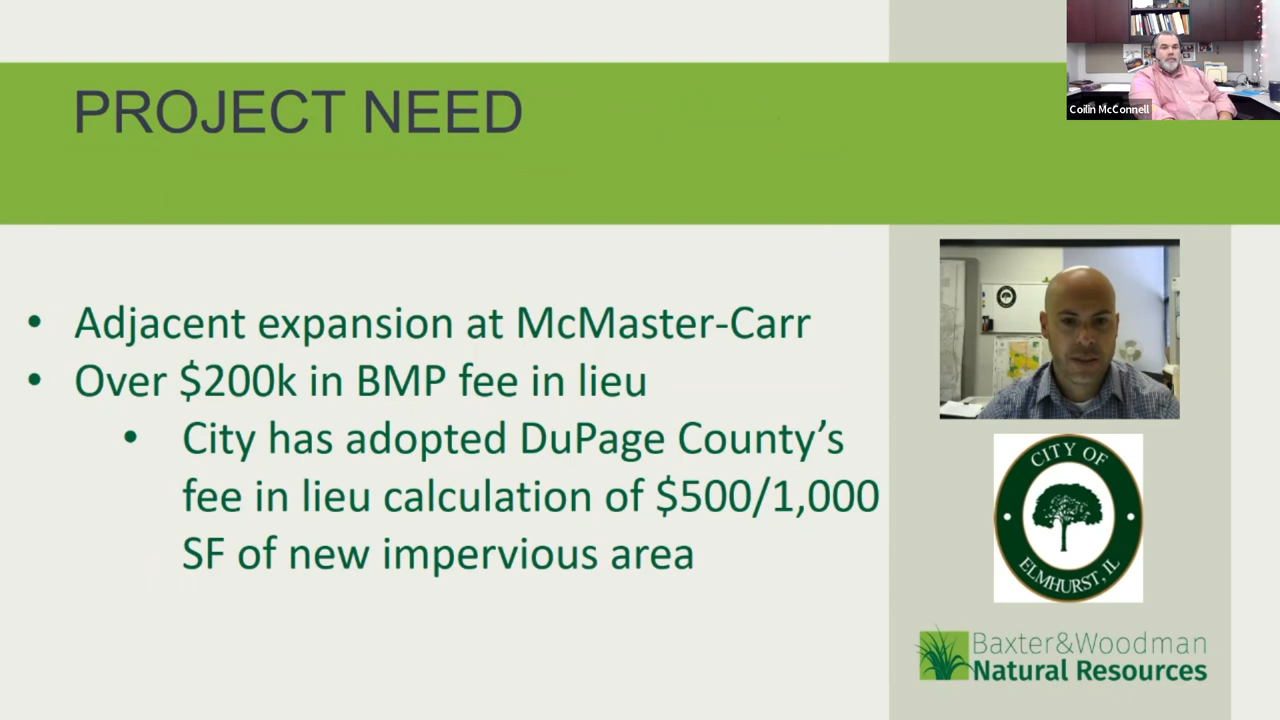 Coilin McConnell
PROJECT NEED
• Adjacent expansion at McMaster-Carr
• Over $200k in BMP fee in lieu
• City has adopted DuPage County’s
fee in lieu calculation of $500/1,000
SF of new impervious area
CITY OF
ELMHURST, IL
Baxter&Woodman
Natural Resources